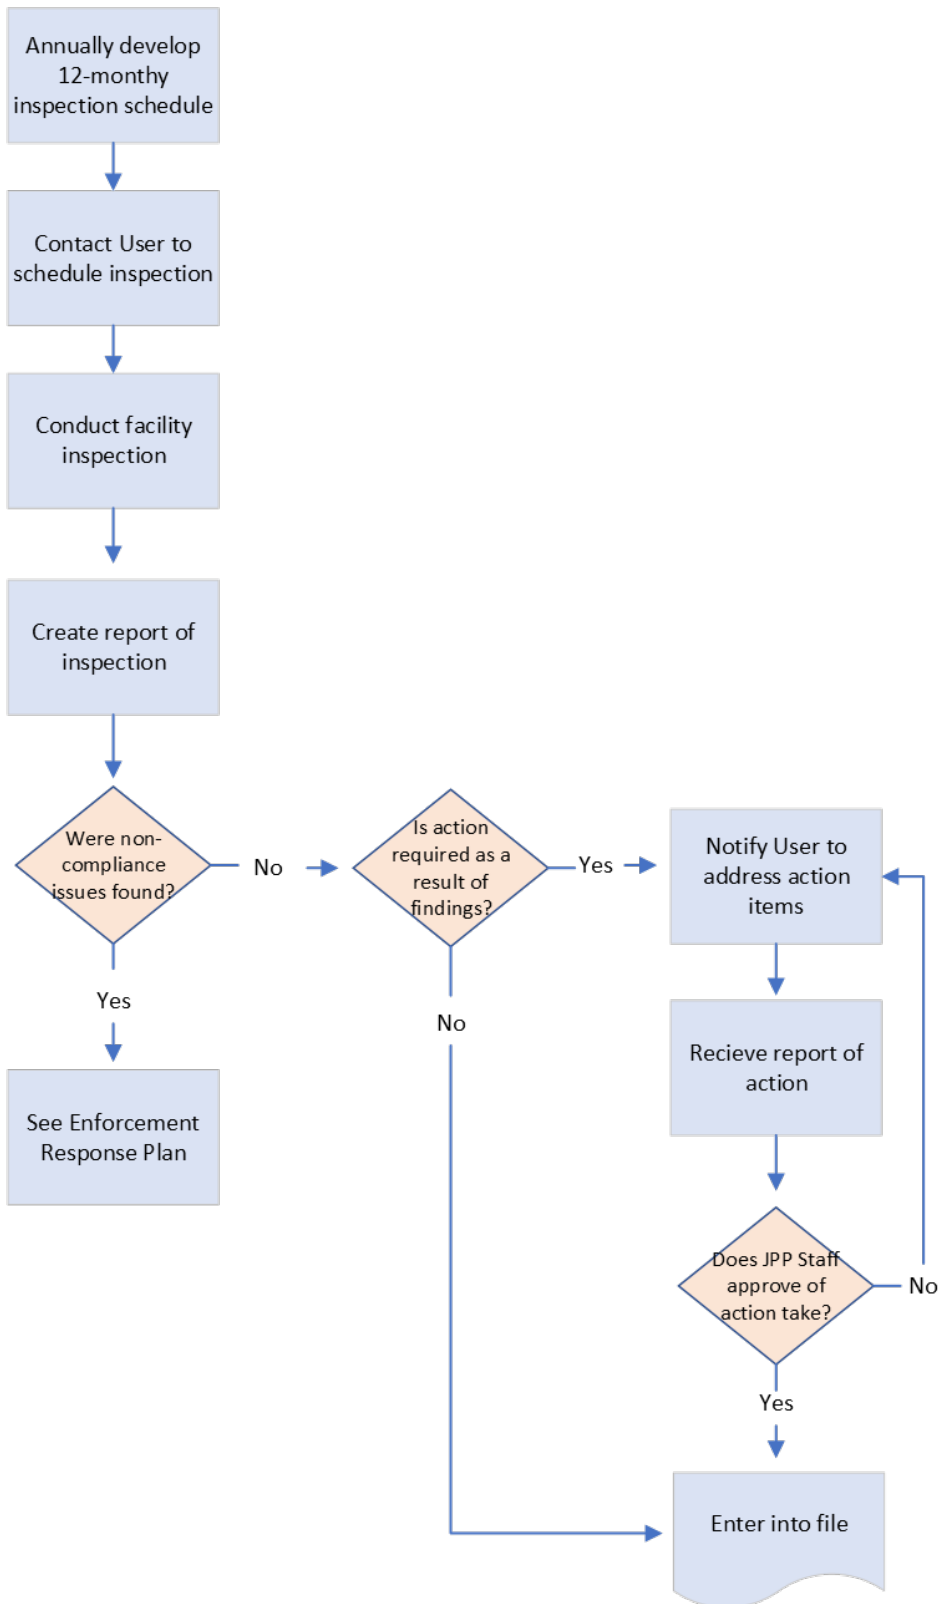 Annually develop
12-monthy
inspection schedule
Contact User to
schedule inspection
Conduct facility
inspection
Create report of
inspection
Were non-
compliance
issues found?
No
Yes
See Enforcement
Response Plan
Is action
required as a
result of
findings?
Yes
No
Notify User to
address action
items
Recieve report of
action
Does JPP Staff
approve of
action take?
No
Yes
Enter into file